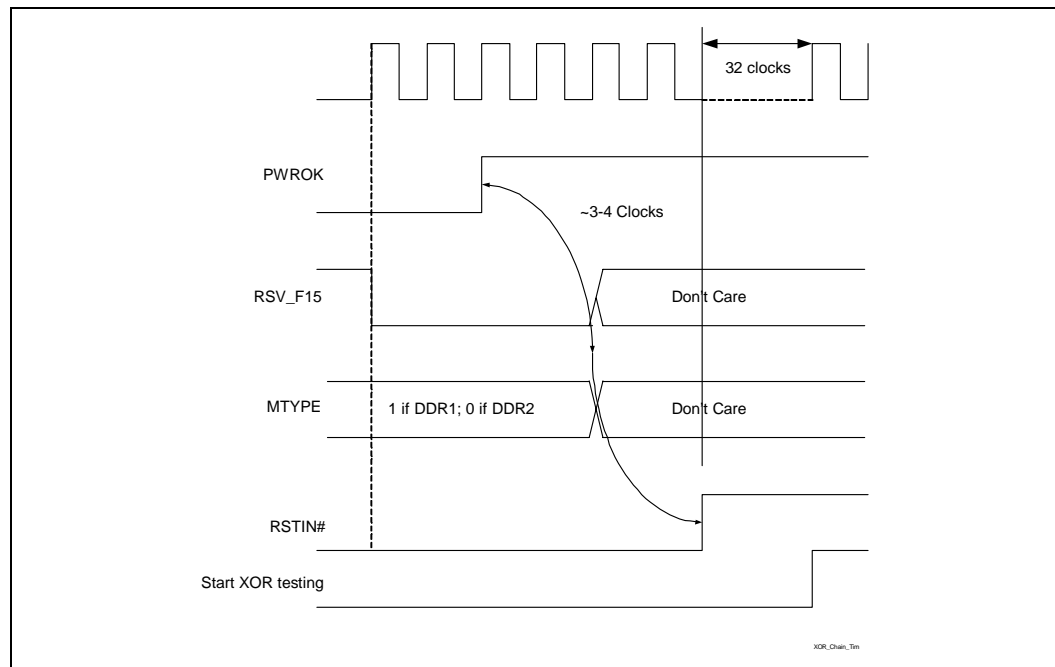 32 clocks
PWROK
~3-4 Clocks
RSV_F15
Don't Care
MTYPE
1 if DDR1; 0 if DDR2
Don't Care
RSTIN#
Start XOR testing
XOR_Chain_Tim